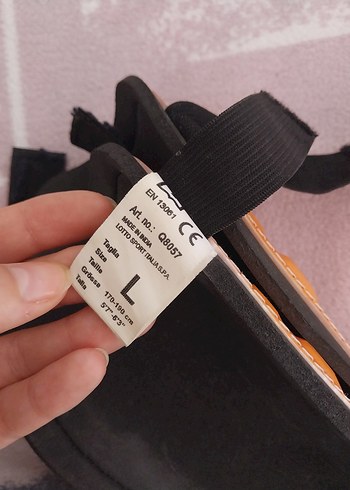 EN 13061
CE
Art. no.: Q8057
MADE IN INDIA
LOTTO SPORT ITALIA S.P.A.
Taglia
Size
Taille
Grösse
Talla
L
170-190 cm
5'7"-6'3"